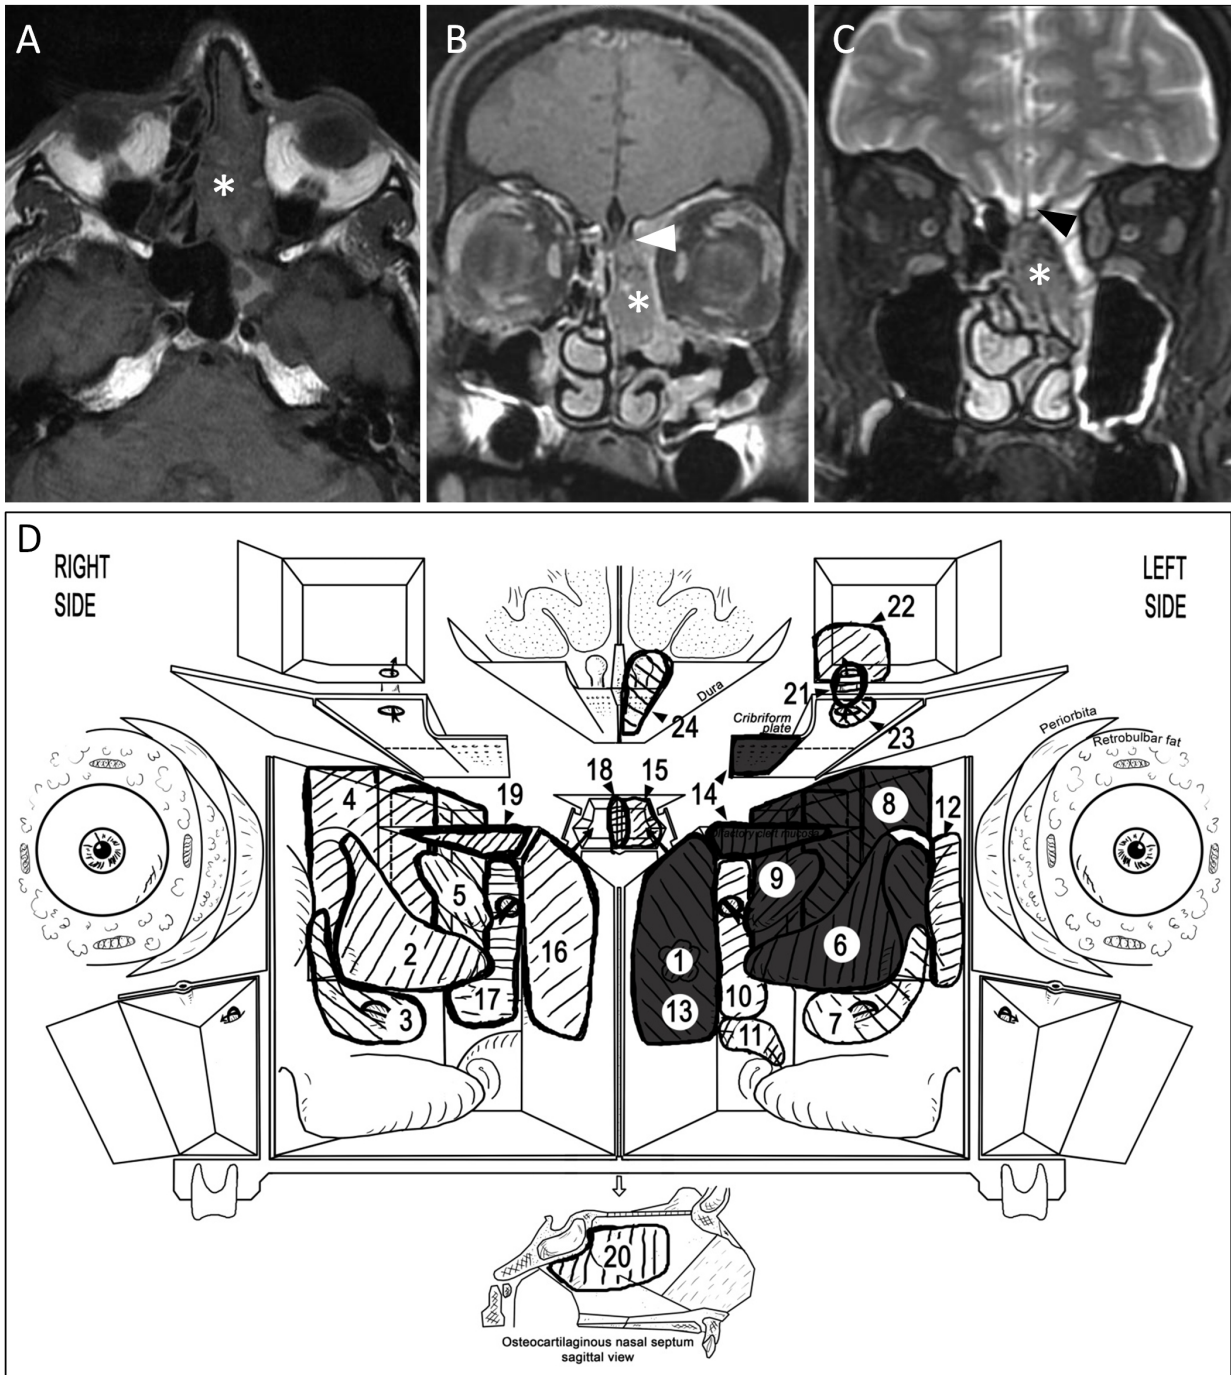 A
B
C
*
*
*
D
RIGHT
SIDE
LEFT
SIDE
22
21
Dura
24
Cribriform
plate
23
Periorbita
Retrobulbar fat
18
15
14
19
4
8
12
olfactory cleft mucosa
5
9
2
6
16
1
17
10
3
13
7
11
20
Osteocartilaginous nasal septum
sagittal view